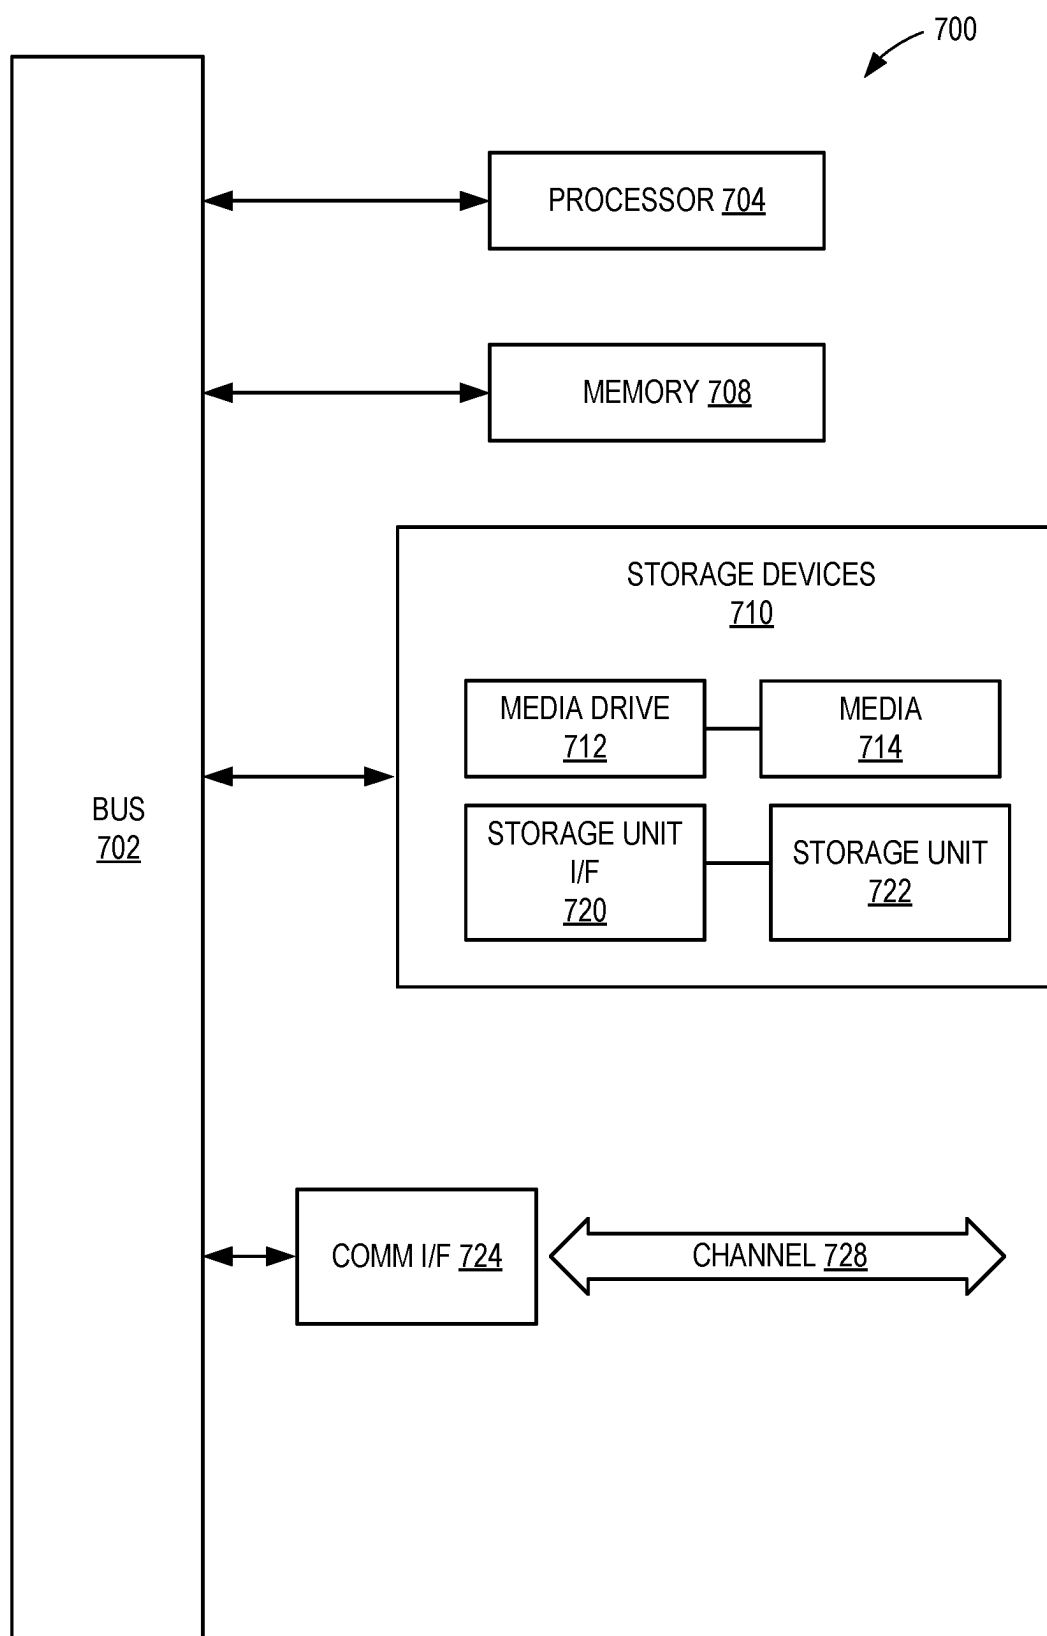 700
PROCESSOR 704
MEMORY 708
STORAGE DEVICES
710
MEDIA DRIVE
712
MEDIA
714
BUS
702
STORAGE UNIT
I/F
720
STORAGE UNIT
722
COMM I/F 724
CHANNEL 728